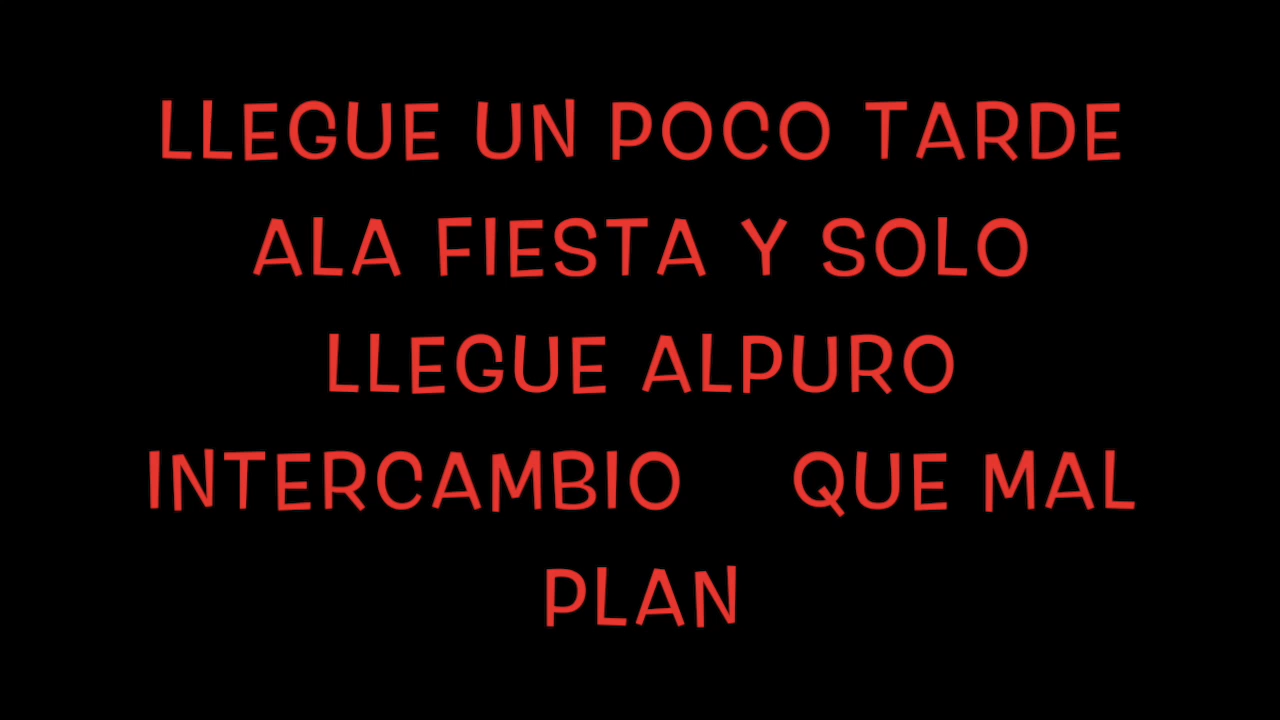 LLEGUE UN POCO TARDE
ALA FIESTA Y SOLO
LLEGUE ALPURO
INTERCAMBIO QUE MAL
PLAN